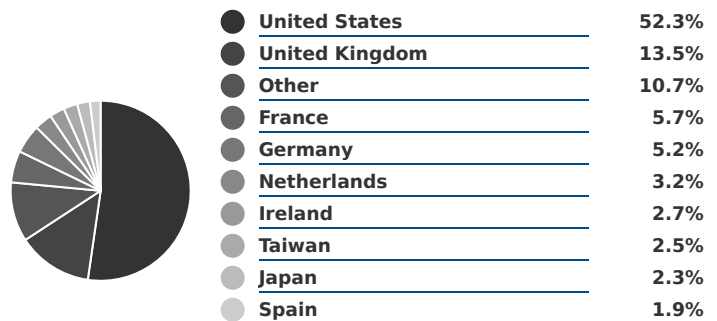 United States 52.3%
United Kingdom 13.5%
Other 10.7%
France 5.7%
Germany 5.2%
Netherlands 3.2%
Ireland 2.7%
Taiwan 2.5%
Japan 2.3%
Spain 1.9%